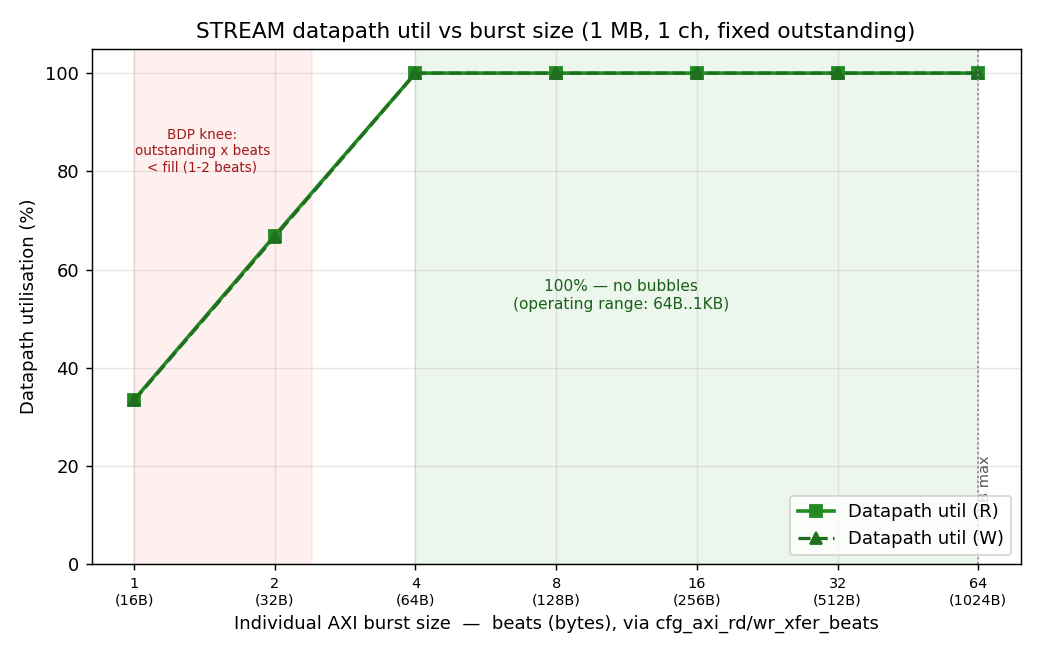 STREAM datapath util vs burst size (1 MB, 1 ch, fixed outstanding)
Datapath utilisation (%)
100
80
60
40
20
0
BDP knee:
outstanding x beats
< fill (1-2 beats)
100% — no bubbles
(operating range: 64B..1KB)
max
Datapath util (R)
Datapath util (W)
1
(16B)
2
(32B)
4
(64B)
8
(128B)
16
(256B)
32
(512B)
64
(1024B)
Individual AXI burst size — beats (bytes), via cfg_axi_rd/wr_xfer_beats